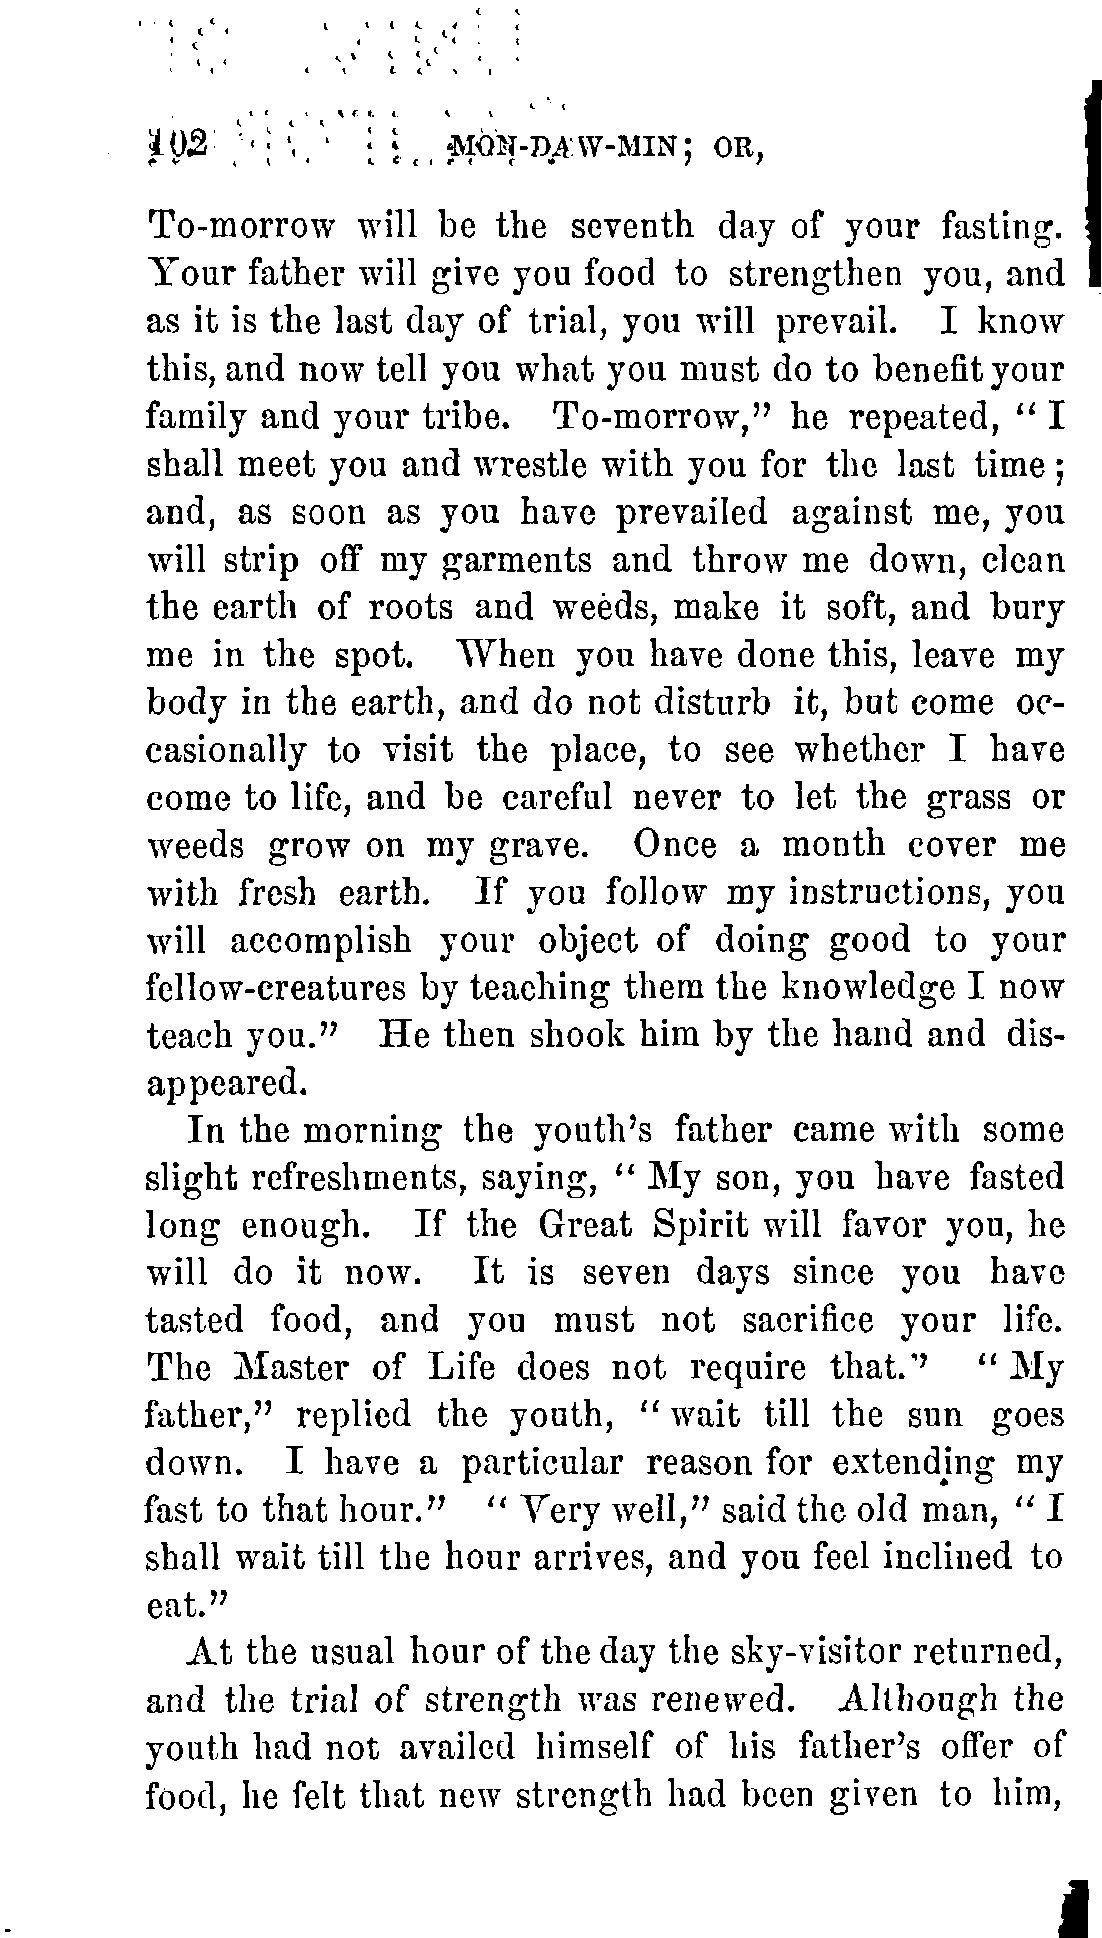 102 MON-DAW-MIN; OR,
To-morrow will be the seventh day of your fasting.
Your father will give you food to strengthen you, and
as it is the last day of trial, you will prevail. I know
this, and now tell you what you must do to benefit your
family and your tribe. To-morrow,” he repeated, “ I
shall meet you and wrestle with you for the last time;
and, as soon as you have prevailed against me, you
will strip off my garments and throw me down, clean
the earth of roots and weeds, make it soft, and bury
me in the spot. When you have done this, leave my
body in the earth, and do not disturb it, but come oc-
casionally to visit the place, to see whether I have
come to life, and be careful never to let the grass or
weeds grow on my grave. Once a month cover me
with fresh earth. If you follow my instructions, you
will accomplish your object of doing good to your
fellow-creatures by teaching them the knowledge I now
teach you.” He then shook him by the hand and dis-
appeared.
In the morning the youth’s father came with some
slight refreshments, saying, “ My son, you have fasted
long enough. If the Great Spirit will favor you, he
will do it now. It is seven days since you have
tasted food, and you must not sacrifice your life.
The Master of Life does not require that.” “ My
father,” replied the youth, “ wait till the sun goes
down. I have a particular reason for extending my
fast to that hour.” “ Very well,” said the old man, “ I
shall wait till the hour arrives, and you feel inclined to
eat.”
At the usual hour of the day the sky-visitor returned,
and the trial of strength was renewed. Although the
youth had not availed himself of his father’s offer of
food, he felt that new strength had been given to him,